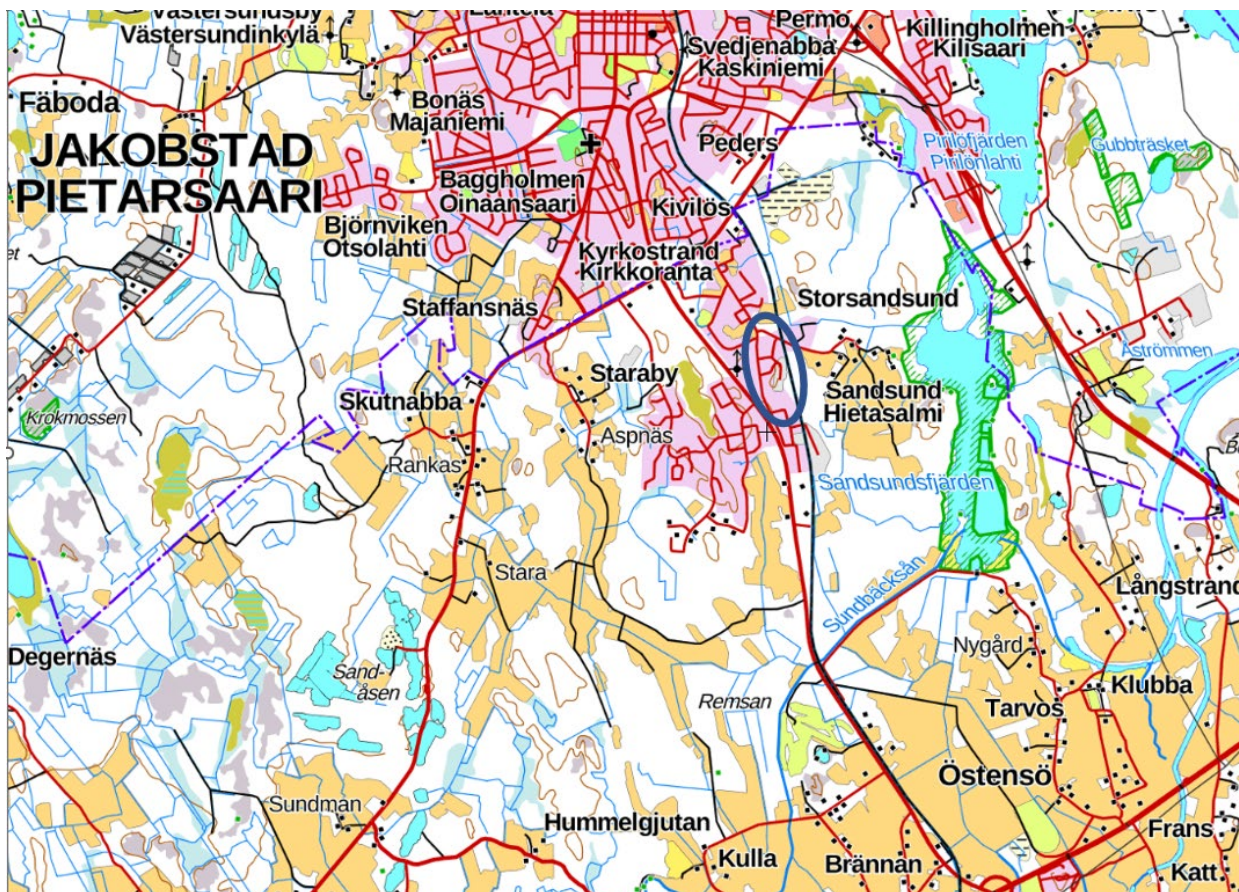 Västersundsby
Västersundinkylä
Permo
Killingholmen
Kilisaari
Svedjenabba
Kaskiniemi
Fäboda
Bonäs
Majaniemi
JAKOBSTAD
PIETARSAARI
Peders
Pirilöfjärden
Pirilönlahti
Gubbträsket
Baggholmen
Oinaansaari
Kivilös
Björnviken
Otsolahti
Kyrkostrand
Kirkkoranta
Staffansnäs
Storsandsund
Åströmmen
Staraby
Sandsund
Hietasalmi
Skutnabba
Krokmossen
Aspnäs
Rankas
Sandsundsfjärden
Stara
Sundbäcksån
Långstrand
Nygård
Degernäs
Sand-
åsen
Remsan
Klubba
Tarvos
Östensö
Sundman
Hummelgjutan
Frans
Kulla
Brännan
Katt